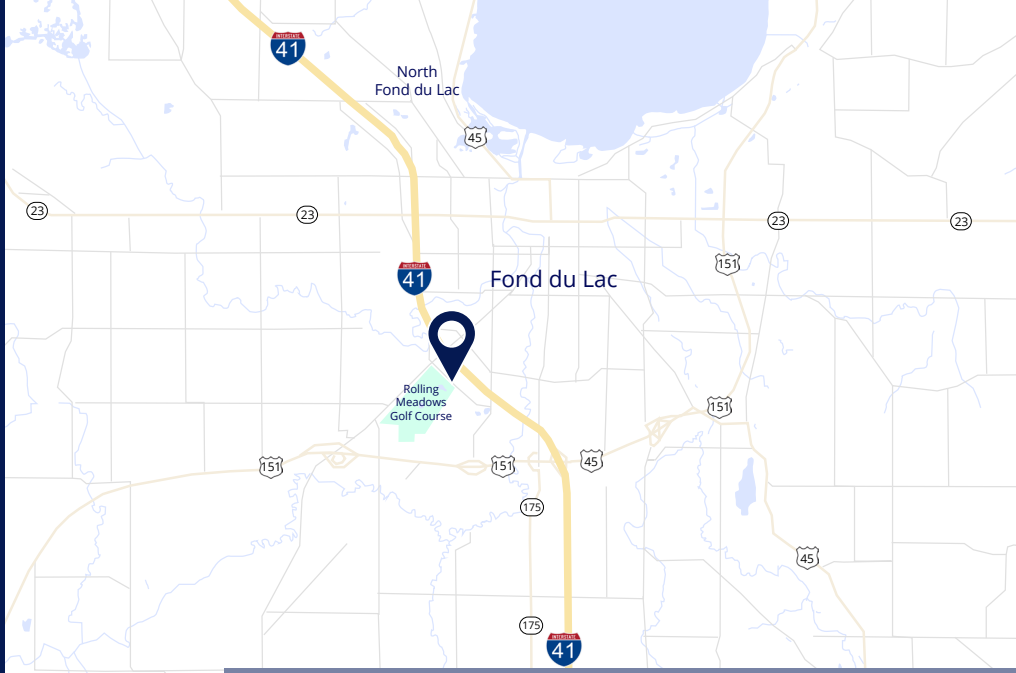 INTERSTATE
41
North
Fond du Lac
45
23
23
23
23
151
INTERSTATE
41
Fond du Lac
Rolling
Meadows
Golf Course
151
151
151
45
175
45
175
INTERSTATE
41